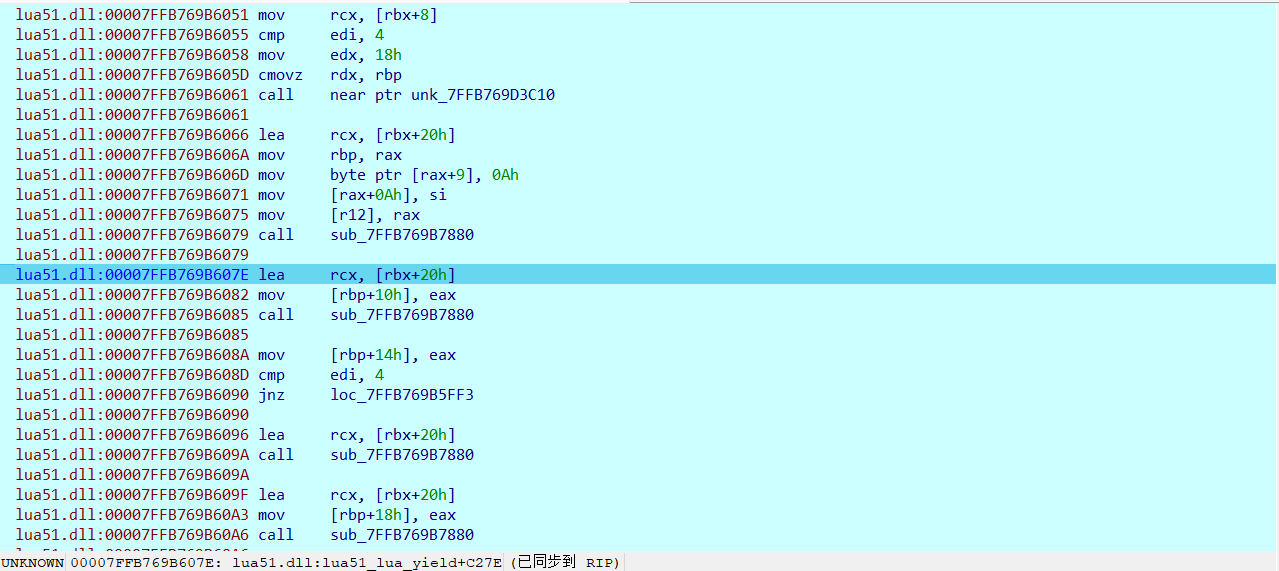 lua51.dll:00007FFB769B6051 mov rcx, [rbx+8]
lua51.dll:00007FFB769B6055 cmp edi, 4
lua51.dll:00007FFB769B6058 mov edx, 18h
lua51.dll:00007FFB769B605D cmovz rdx, rbp
lua51.dll:00007FFB769B6061 call near ptr unk_7FFB769D3C10
lua51.dll:00007FFB769B6061
lua51.dll:00007FFB769B6066 lea rcx, [rbx+20h]
lua51.dll:00007FFB769B606A mov rbp, rax
lua51.dll:00007FFB769B606D mov byte ptr [rax+9], 0Ah
lua51.dll:00007FFB769B6071 mov [rax+0Ah], si
lua51.dll:00007FFB769B6075 mov [r12], rax
lua51.dll:00007FFB769B6079 call sub_7FFB769B7880
lua51.dll:00007FFB769B6079
lua51.dll:00007FFB769B607E lea rcx, [rbx+20h]
lua51.dll:00007FFB769B6082 mov [rbp+10h], eax
lua51.dll:00007FFB769B6085 call sub_7FFB769B7880
lua51.dll:00007FFB769B6085
lua51.dll:00007FFB769B608A mov [rbp+14h], eax
lua51.dll:00007FFB769B608D cmp edi, 4
lua51.dll:00007FFB769B6090 jnz loc_7FFB769B5FF3
lua51.dll:00007FFB769B6090
lua51.dll:00007FFB769B6096 lea rcx, [rbx+20h]
lua51.dll:00007FFB769B609A call sub_7FFB769B7880
lua51.dll:00007FFB769B609A
lua51.dll:00007FFB769B609F lea rcx, [rbx+20h]
lua51.dll:00007FFB769B60A3 mov [rbp+18h], eax
lua51.dll:00007FFB769B60A6 call sub_7FFB769B7880
UNKNOWN 00007FFB769B607E: lua51.dll:lua51_lua_yield+C27E (已同步到 RIP)